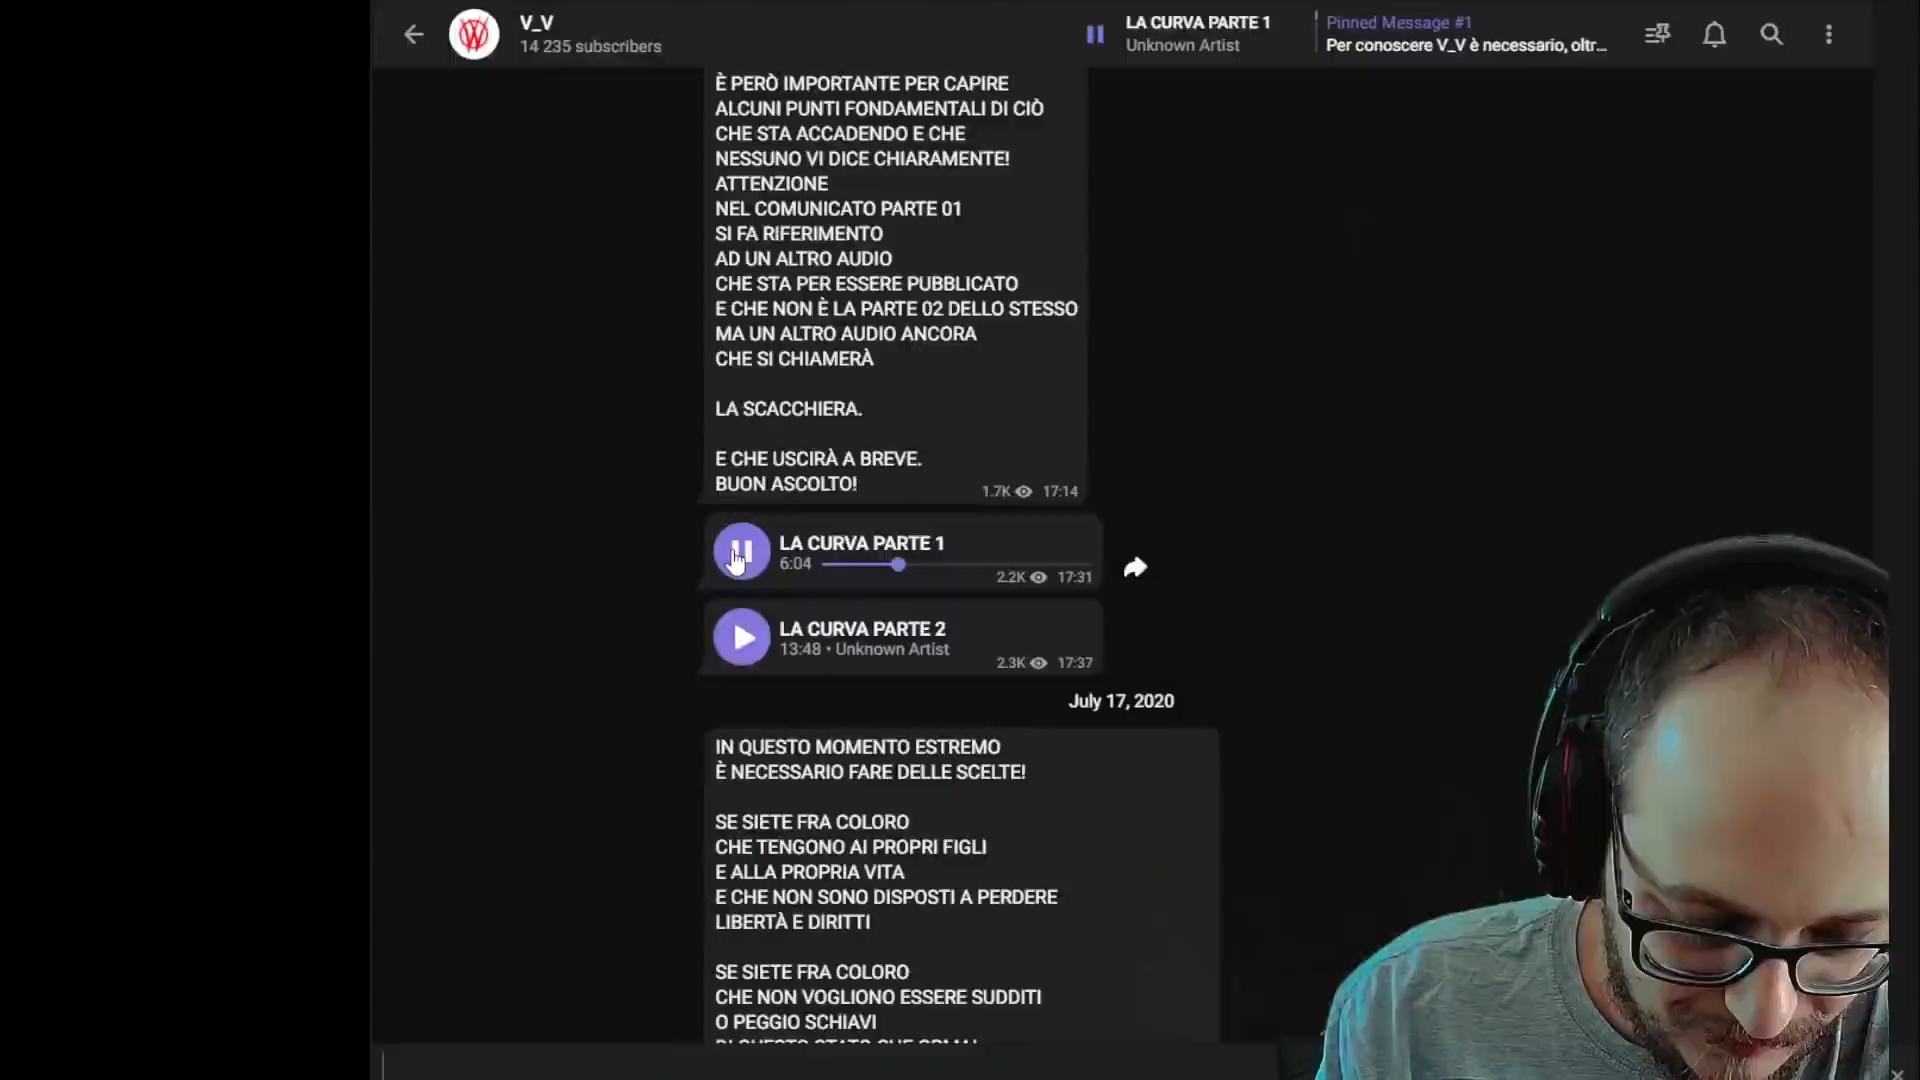 V_V
14 235 subscribers
LA CURVA PARTE 1
Unknown Artist
Pinned Message #1
Per conoscere V_V è necessario, oltr...
È PERÒ IMPORTANTE PER CAPIRE
ALCUNI PUNTI FONDAMENTALI DI CIÒ
CHE STA ACCADENDO E CHE
NESSUNO VI DICE CHIARAMENTE!
ATTENZIONE
NEL COMUNICATO PARTE 01
SI FA RIFERIMENTO
AD UN ALTRO AUDIO
CHE STA PER ESSERE PUBBLICATO
E CHE NON È LA PARTE 02 DELLO STESSO
MA UN ALTRO AUDIO ANCORA
CHE SI CHIAMERÀ
LA SCACCHIERA.
E CHE USCIRÀ A BREVE.
BUON ASCOLTO!
1.7K 17:14
LA CURVA PARTE 1
6:04
2.2K 17:31
LA CURVA PARTE 2
13:48 • Unknown Artist
2.3K 17:37
July 17, 2020
IN QUESTO MOMENTO ESTREMO
È NECESSARIO FARE DELLE SCELTE!
SE SIETE FRA COLORO
CHE TENGONO AI PROPRI FIGLI
E ALLA PROPRIA VITA
E CHE NON SONO DISPOSTI A PERDERE
LIBERTÀ E DIRITTI
SE SIETE FRA COLORO
CHE NON VOGLIONO ESSERE SUDDITI
O PEGGIO SCHIAVI